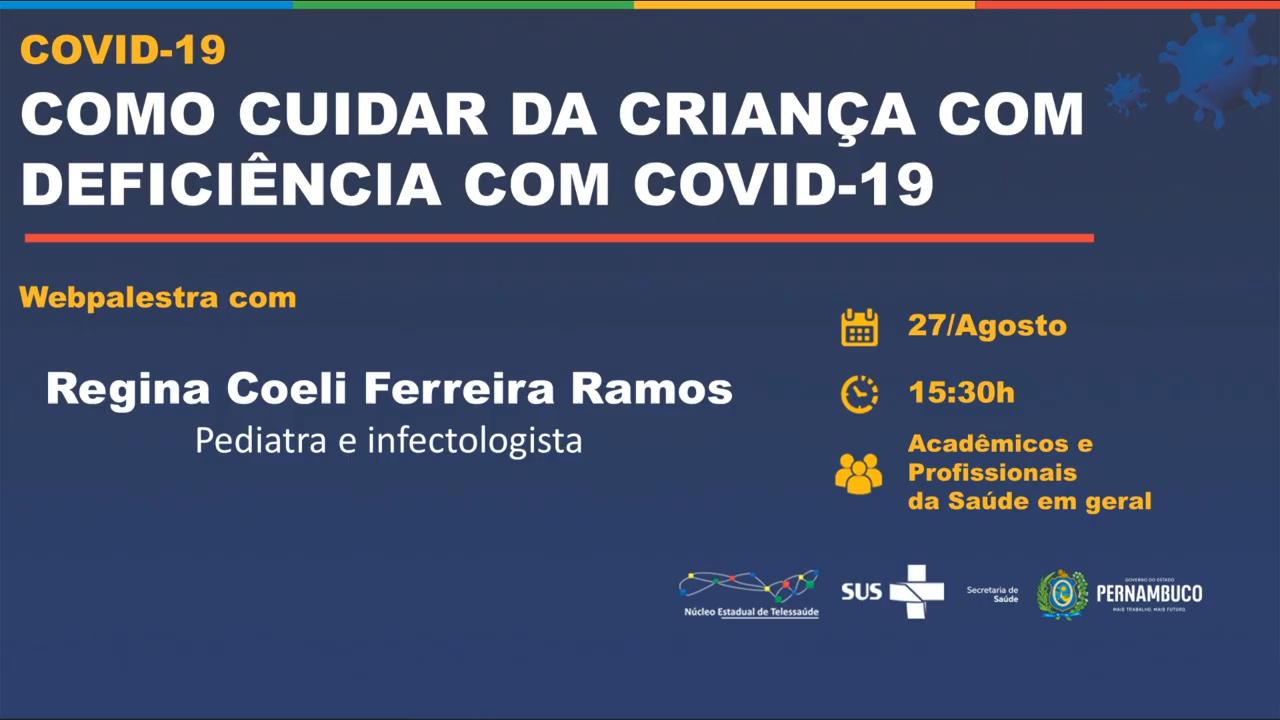 COVID-19
COMO CUIDAR DA CRIANÇA COM
DEFICIÊNCIA COM COVID-19
Webpalestra com
Regina Coeli Ferreira Ramos
Pediatra e infectologista
27/Agosto
15:30h
Acadêmicos e
Profissionais
da Saúde em geral
Núcleo Estadual de Telessaúde
SUS
Secretaria de
Saúde
GOVERNO DO ESTADO
PERNAMBUCO
MAIS TRABALHO, MAIS FUTURO.